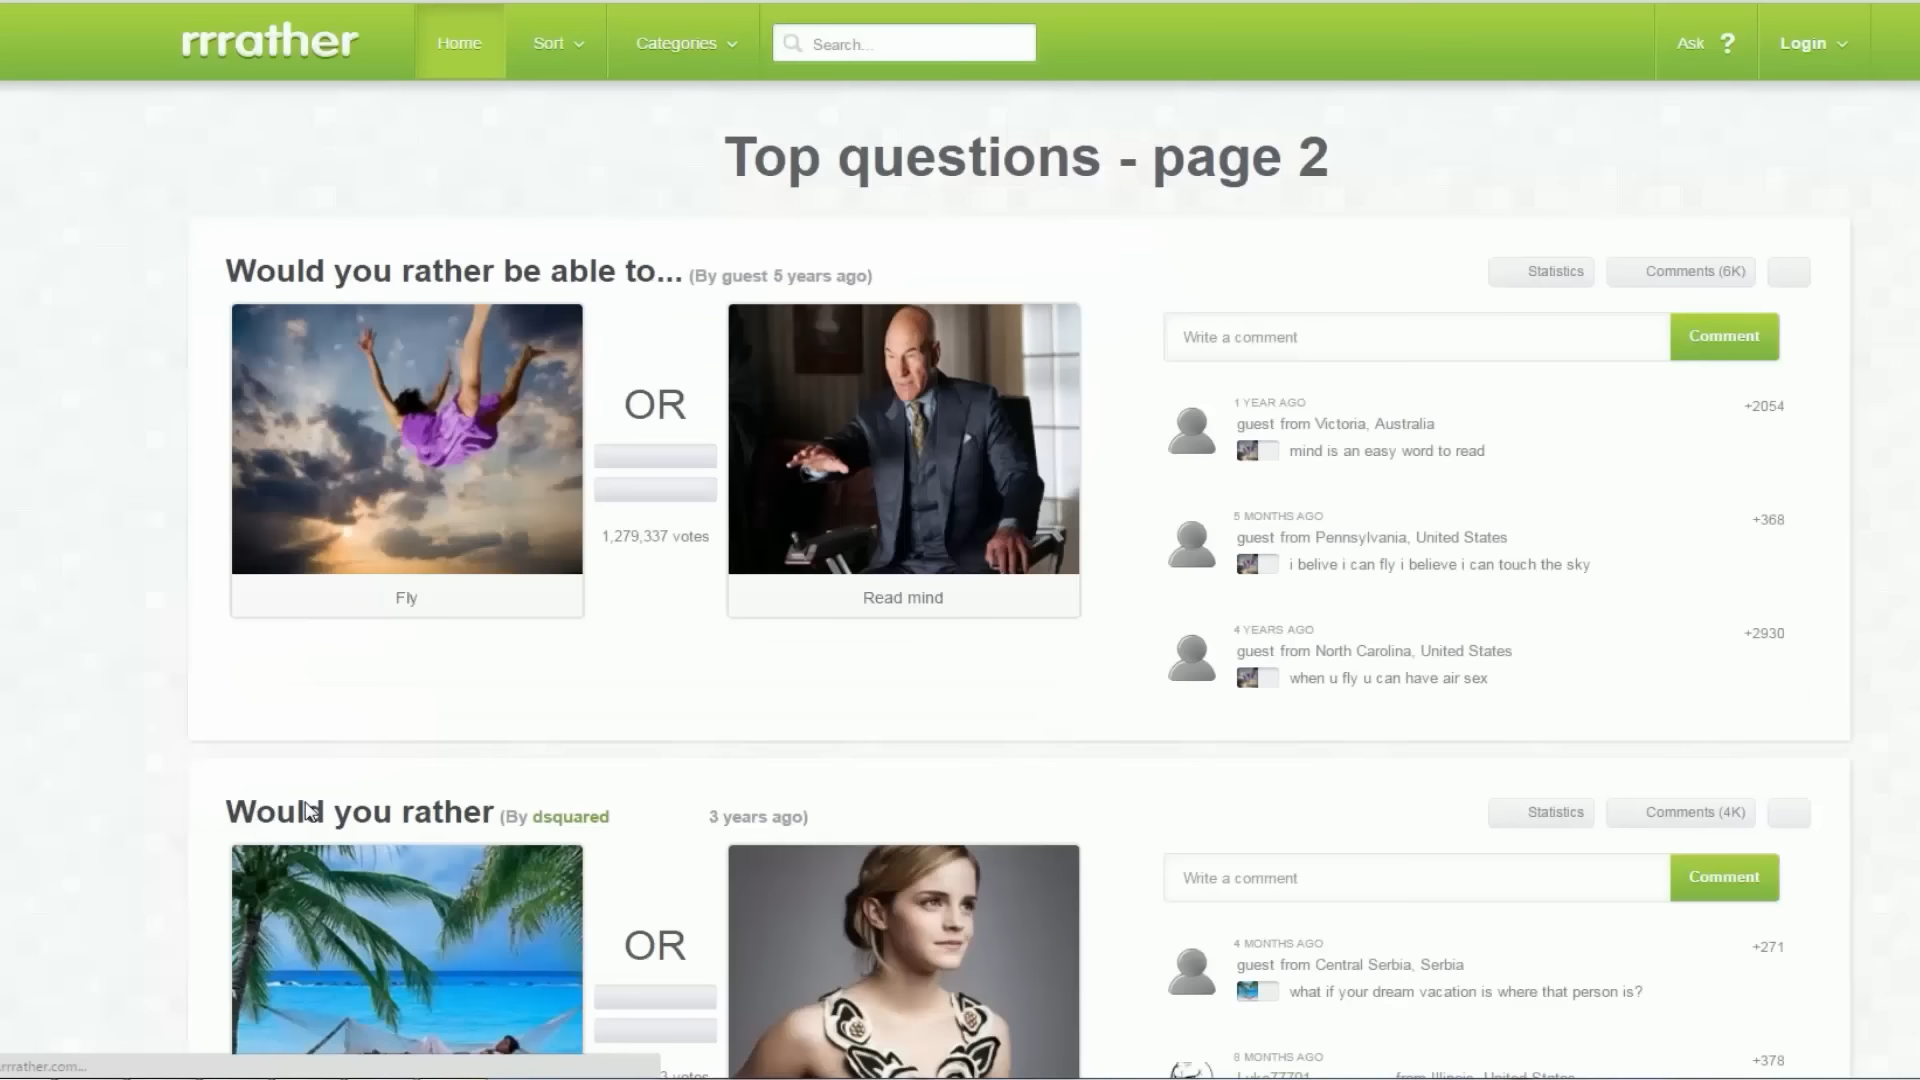 rrrather
Home
Sort
Categories
Search...
Ask ?
Login
Top questions - page 2
Would you rather be able to... (By guest 5 years ago)
Statistics
Comments (6K)
OR
1,279,337 votes
Fly
Read mind
Write a comment
Comment
1 YEAR AGO
+2054
guest from Victoria, Australia
mind is an easy word to read
5 MONTHS AGO
+368
guest from Pennsylvania, United States
i belive i can fly i believe i can touch the sky
4 YEARS AGO
+2930
guest from North Carolina, United States
when u fly u can have air sex
Would you rather (By dsquared 3 years ago)
Statistics
Comments (4K)
OR
votes
Write a comment
Comment
4 MONTHS AGO
+271
guest from Central Serbia, Serbia
what if your dream vacation is where that person is?
8 MONTHS AGO
+378
from Illinois, United States
rrrather.com...